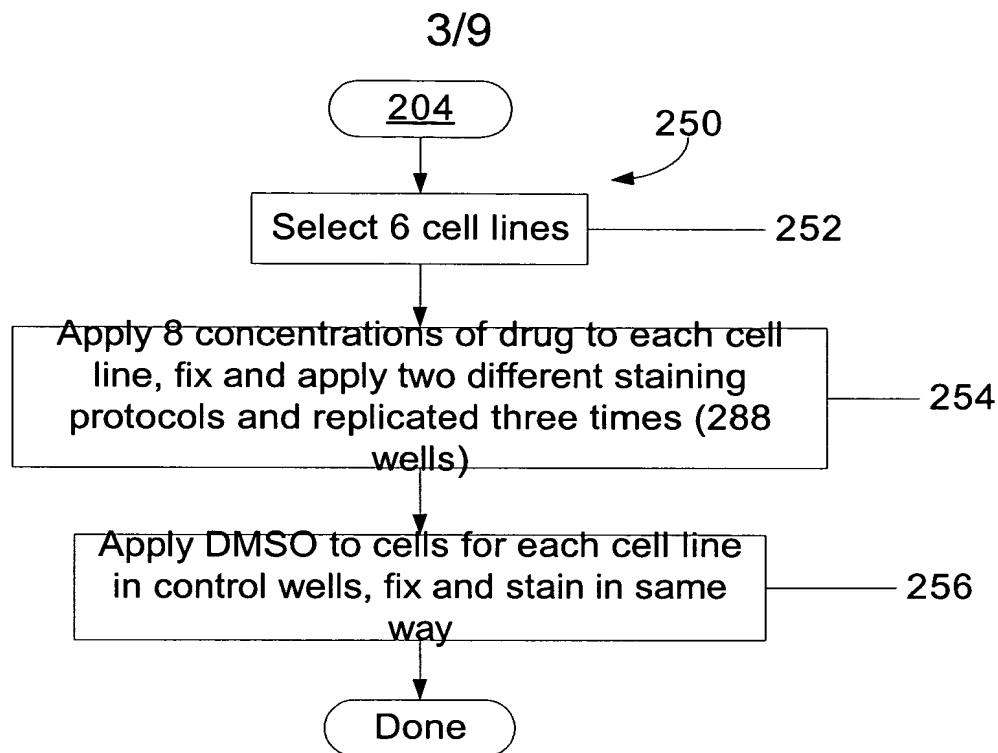 3/9
204
250
Select 6 cell lines
252
Apply 8 concentrations of drug to each cell
line, fix and apply two different staining
protocols and replicated three times (288
wells)
254
Apply DMSO to cells for each cell line
in control wells, fix and stain in same
way
256
Done